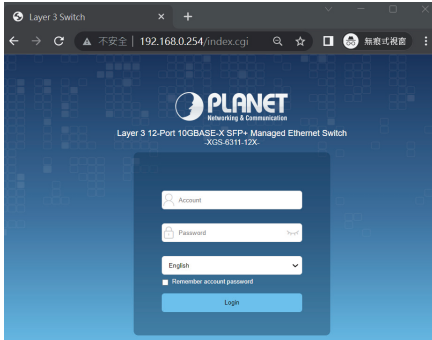 Layer 3 Switch
不安全 | 192.168.0.254/index.cgi
無痕式視窗
PLANET
Networking & Communication
Layer 3 12-Port 10GBASE-X SFP+ Managed Ethernet Switch
-XGS-6311-12X-
Account
Password
English
Remember account password
Login